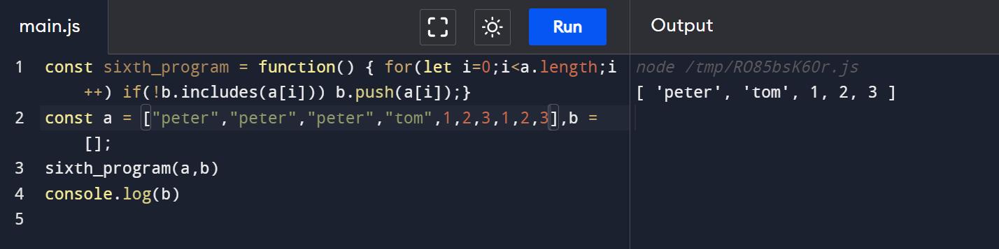 main.js
Run
Output
1 const sixth_program = function() { for(let i=0;i<a.length;i
++) if(!b.includes(a[i])) b.push(a[i]);}
2 const a = ["peter","peter","peter","tom",1,2,3,1,2,3],b =
[];
3 sixth_program(a,b)
4 console.log(b)
5
node /tmp/RO85bsK6Or.js
[ 'peter', 'tom', 1, 2, 3 ]